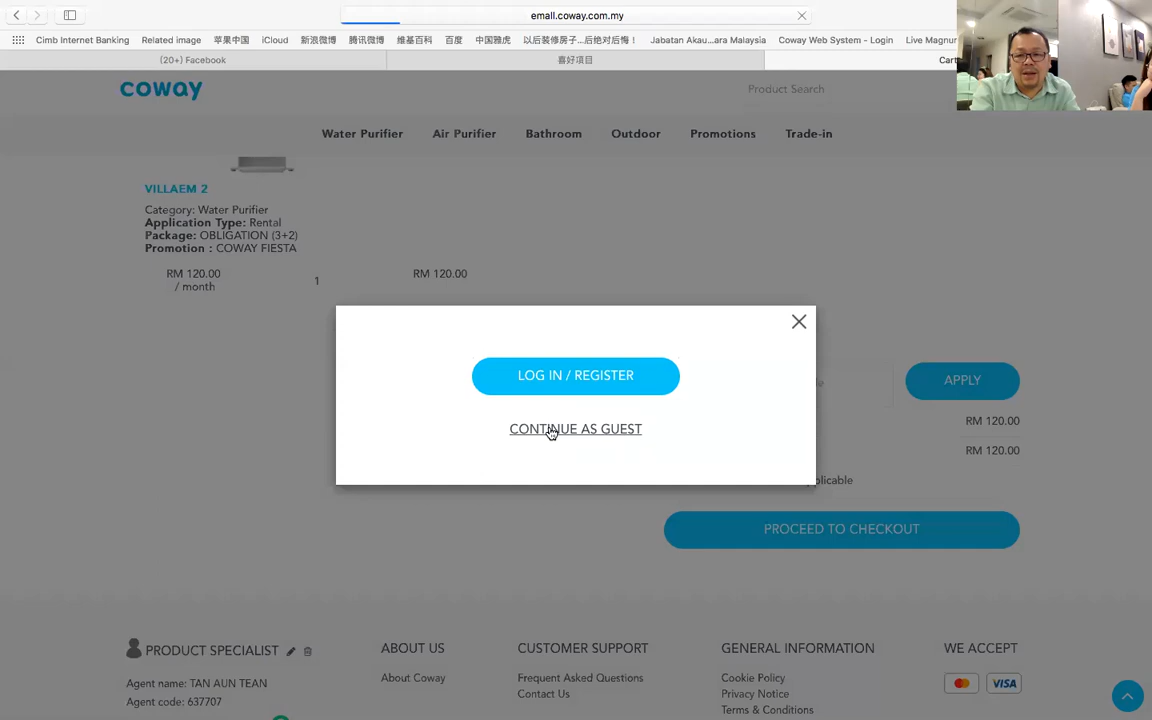 email.coway.com.my
Cimb Internet Banking Related image 苹果中国 iCloud 新浪微博 腾讯微博 维基百科 百度 中国雅虎 以后装修房子...后绝对后悔！ Jabatan Akau...ara Malaysia Coway Web System - Login Live Magnu
(20+) Facebook 喜好項目 Cart
coway Product Search
Water Purifier Air Purifier Bathroom Outdoor Promotions Trade-in
VILLAEM 2
Category: Water Purifier
Application Type: Rental
Package: OBLIGATION (3+2)
Promotion : COWAY FIESTA
RM 120.00 RM 120.00
/ month 1
LOG IN / REGISTER
CONTINUE AS GUEST
APPLY
RM 120.00
RM 120.00
plicable
PROCEED TO CHECKOUT
PRODUCT SPECIALIST ABOUT US CUSTOMER SUPPORT GENERAL INFORMATION WE ACCEPT
Agent name: TAN AUN TEAN About Coway Frequent Asked Questions Cookie Policy VISA
Agent code: 637707 Contact Us Privacy Notice
Terms & Conditions